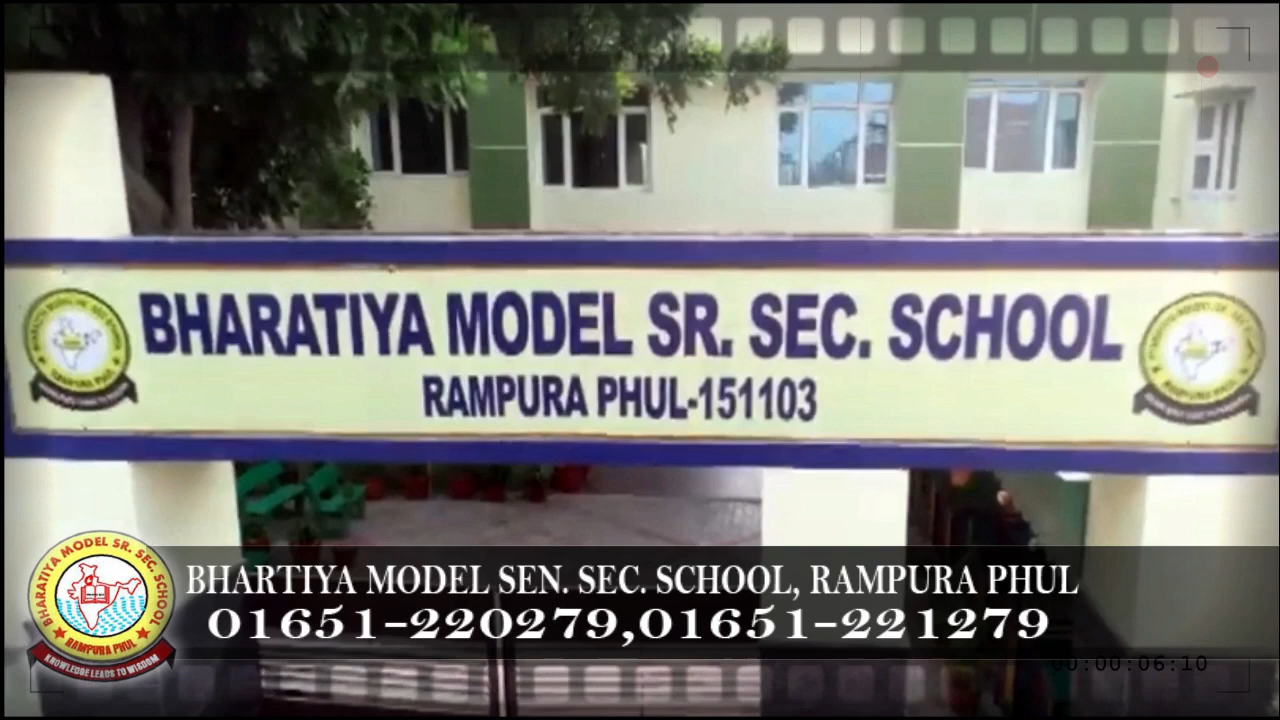 BHARATIYA MODEL SR. SEC. SCHOOL
RAMPURA PHUL-151103
BHARATIYA MODEL SR. SEC. SCHOOL
RAMPURA PHUL
KNOWLEDGE LEADS TO WISDOM
BHARTIYA MODEL SEN. SEC. SCHOOL, RAMPURA PHUL
01651-220279,01651-221279
00:00:06:10